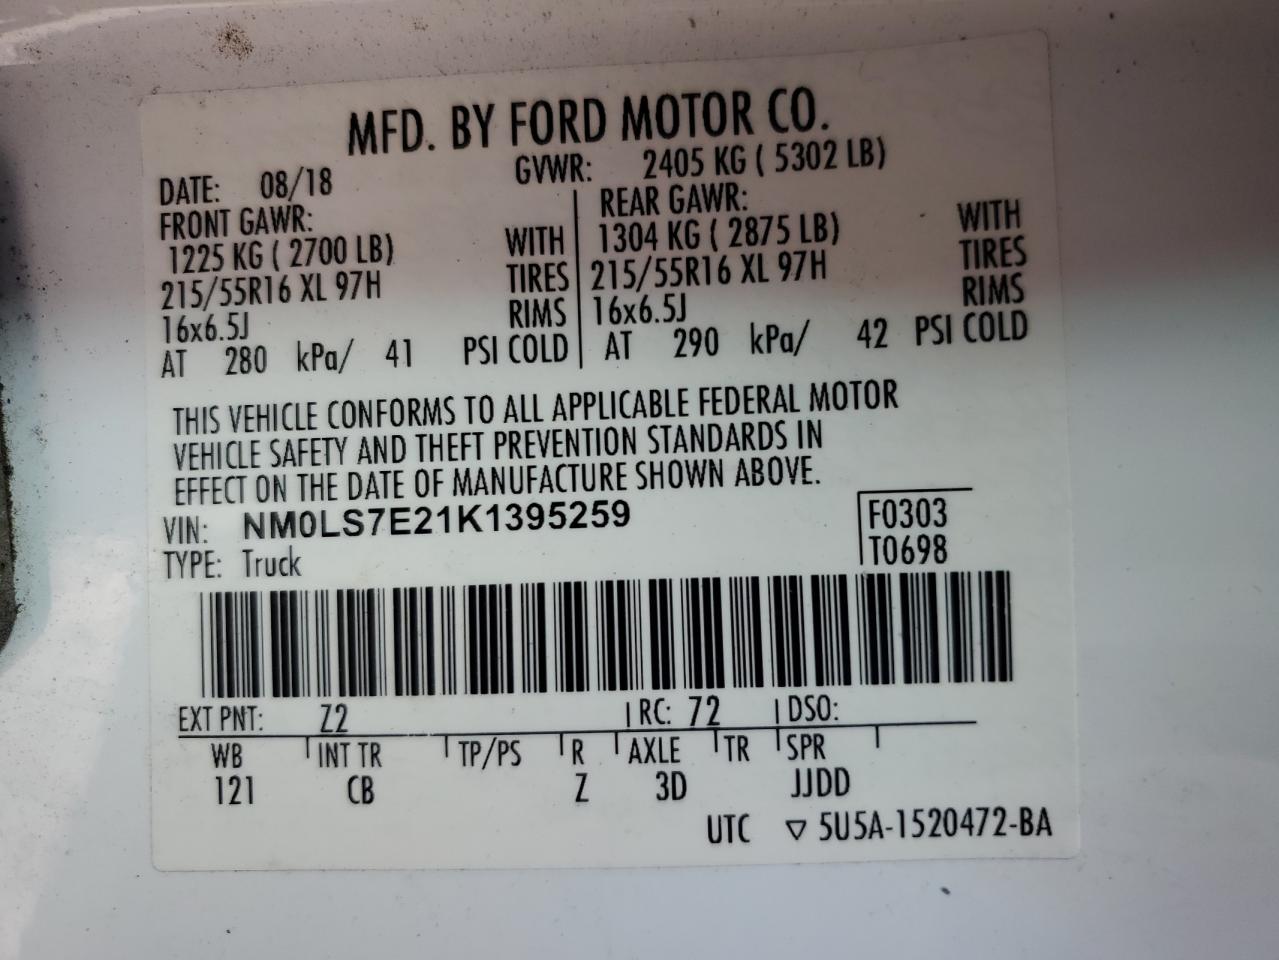 MFD. BY FORD MOTOR CO.
DATE: 08/18 GVWR: 2405 KG ( 5302 LB)
FRONT GAWR:
1225 KG ( 2700 LB) WITH
215/55R16 XL 97H TIRES
16x6.5J RIMS
AT 280 kPa/ 41 PSI COLD
REAR GAWR:
1304 KG ( 2875 LB) WITH
215/55R16 XL 97H TIRES
16x6.5J RIMS
AT 290 kPa/ 42 PSI COLD
THIS VEHICLE CONFORMS TO ALL APPLICABLE FEDERAL MOTOR
VEHICLE SAFETY AND THEFT PREVENTION STANDARDS IN
EFFECT ON THE DATE OF MANUFACTURE SHOWN ABOVE.
VIN: NM0LS7E21K1395259
TYPE: Truck
F0303
T0698
EXT PNT: Z2 RC: 72 DSO:
WB INT TR TP/PS R AXLE TR SPR
121 CB Z 3D JJDD
UTC ▽ 5U5A-1520472-BA